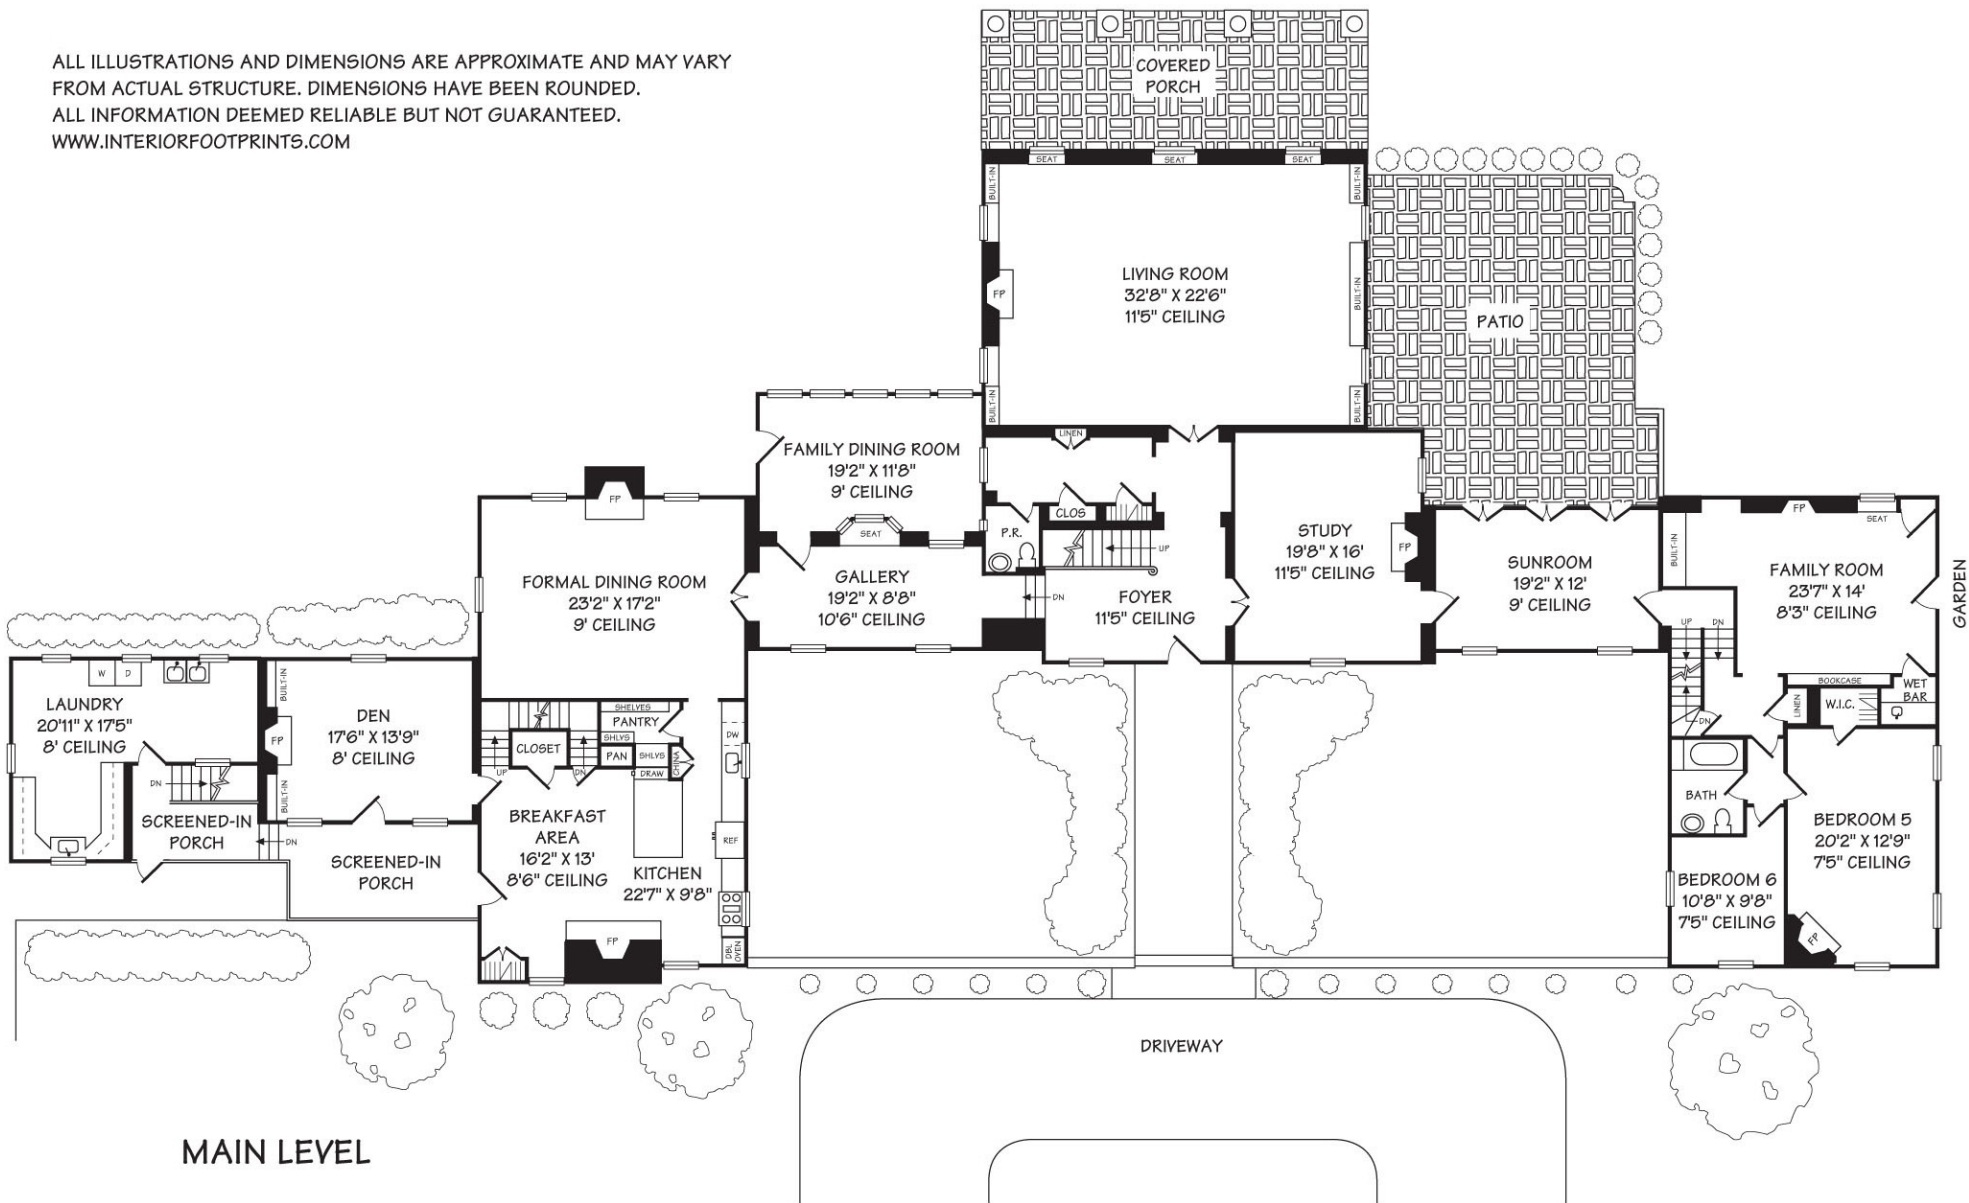 ALL ILLUSTRATIONS AND DIMENSIONS ARE APPROXIMATE AND MAY VARY
FROM ACTUAL STRUCTURE. DIMENSIONS HAVE BEEN ROUNDED.
ALL INFORMATION DEEMED RELIABLE BUT NOT GUARANTEED.
WWW.INTERIORFOOTPRINTS.COM
COVERED
PORCH
SEAT
SEAT
SEAT
BUILT-IN
BUILT-IN
LIVING ROOM
32'8" X 22'6"
11'5" CEILING
FP
BUILT-IN
BUILT-IN
BUILT-IN
PATIO
FAMILY DINING ROOM
19'2" X 11'8"
9' CEILING
SEAT
LINEN
CLOS
P.R.
UP
FP
FORMAL DINING ROOM
23'2" X 17'2"
9' CEILING
GALLERY
19'2" X 8'8"
10'6" CEILING
DN
FOYER
11'5" CEILING
STUDY
19'8" X 16'
11'5" CEILING
FP
SUNROOM
19'2" X 12'
9' CEILING
FP
SEAT
BUILT-IN
FAMILY ROOM
23'7" X 14'
8'3" CEILING
GARDEN
UP
DN
DN
BOOKCASE
LINEN
W.I.C.
WET
BAR
W
D
LAUNDRY
20'11" X 17'5"
8' CEILING
BUILT-IN
DEN
17'6" X 13'9"
8' CEILING
FP
BUILT-IN
DN
SCREENED-IN
PORCH
DN
SCREENED-IN
PORCH
SHELVES
PANTRY
SHLVS
PAN
SHLVS
DRAW
CHINA
CLOSET
UP
DN
DW
BREAKFAST
AREA
16'2" X 13'
8'6" CEILING
REF
KITCHEN
22'7" X 9'8"
FP
DBL
OVEN
BATH
BEDROOM 5
20'2" X 12'9"
7'5" CEILING
BEDROOM 6
10'8" X 9'8"
7'5" CEILING
FP
DRIVEWAY
MAIN LEVEL